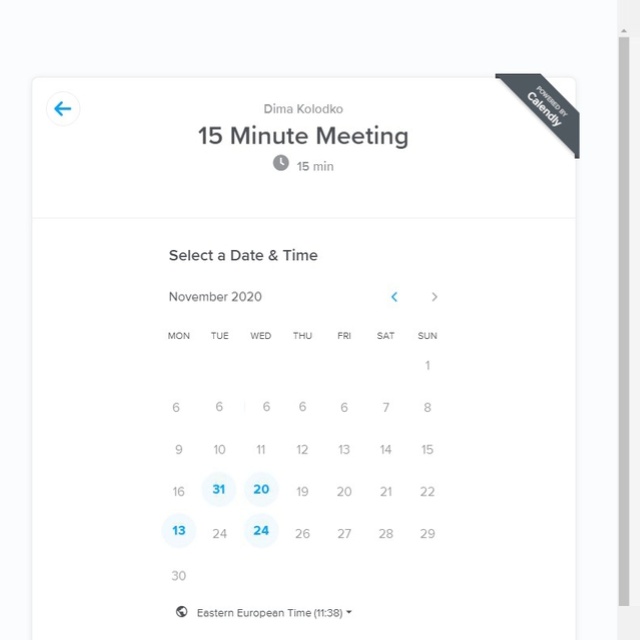 POWERED BY
Calendly
Dima Kolodko
15 Minute Meeting
15 min
Select a Date & Time
November 2020
MON TUE WED THU FRI SAT SUN
1
6 6 6 6 6 7 8
9 10 11 12 13 14 15
16 31 20 19 20 21 22
13 24 24 26 27 28 29
30
Eastern European Time (11:38)